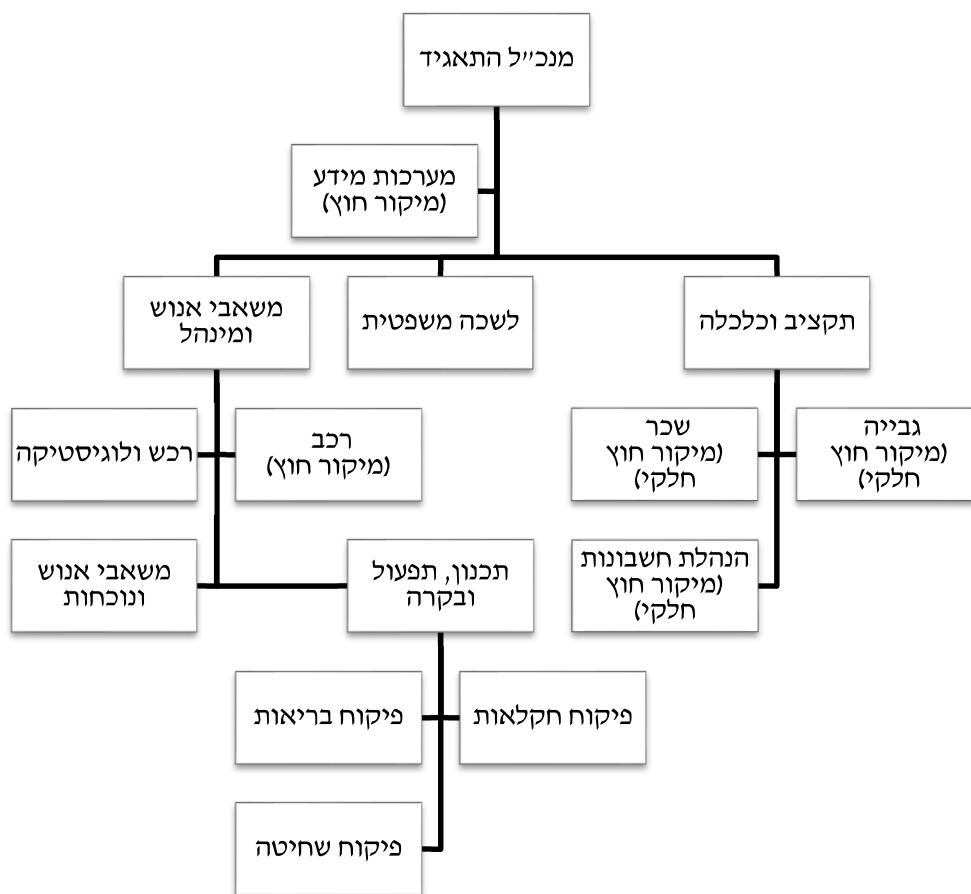 מנכ״ל התאגיד
מערכות מידע
(מיקור חוץ)
תקציב וכלכלה
לשכה משפטית
משאבי אנוש
ומינהל
גבייה
(מיקור חוץ
חלקי)
שכר
(מיקור חוץ
חלקי)
רכב
(מיקור חוץ)
רכש ולוגיסטיקה
הנהלת חשבונות
(מיקור חוץ
חלקי)
תכנון, תפעול
ובקרה
משאבי אנוש
ונוכחות
פיקוח חקלאות
פיקוח בריאות
פיקוח שחיטה